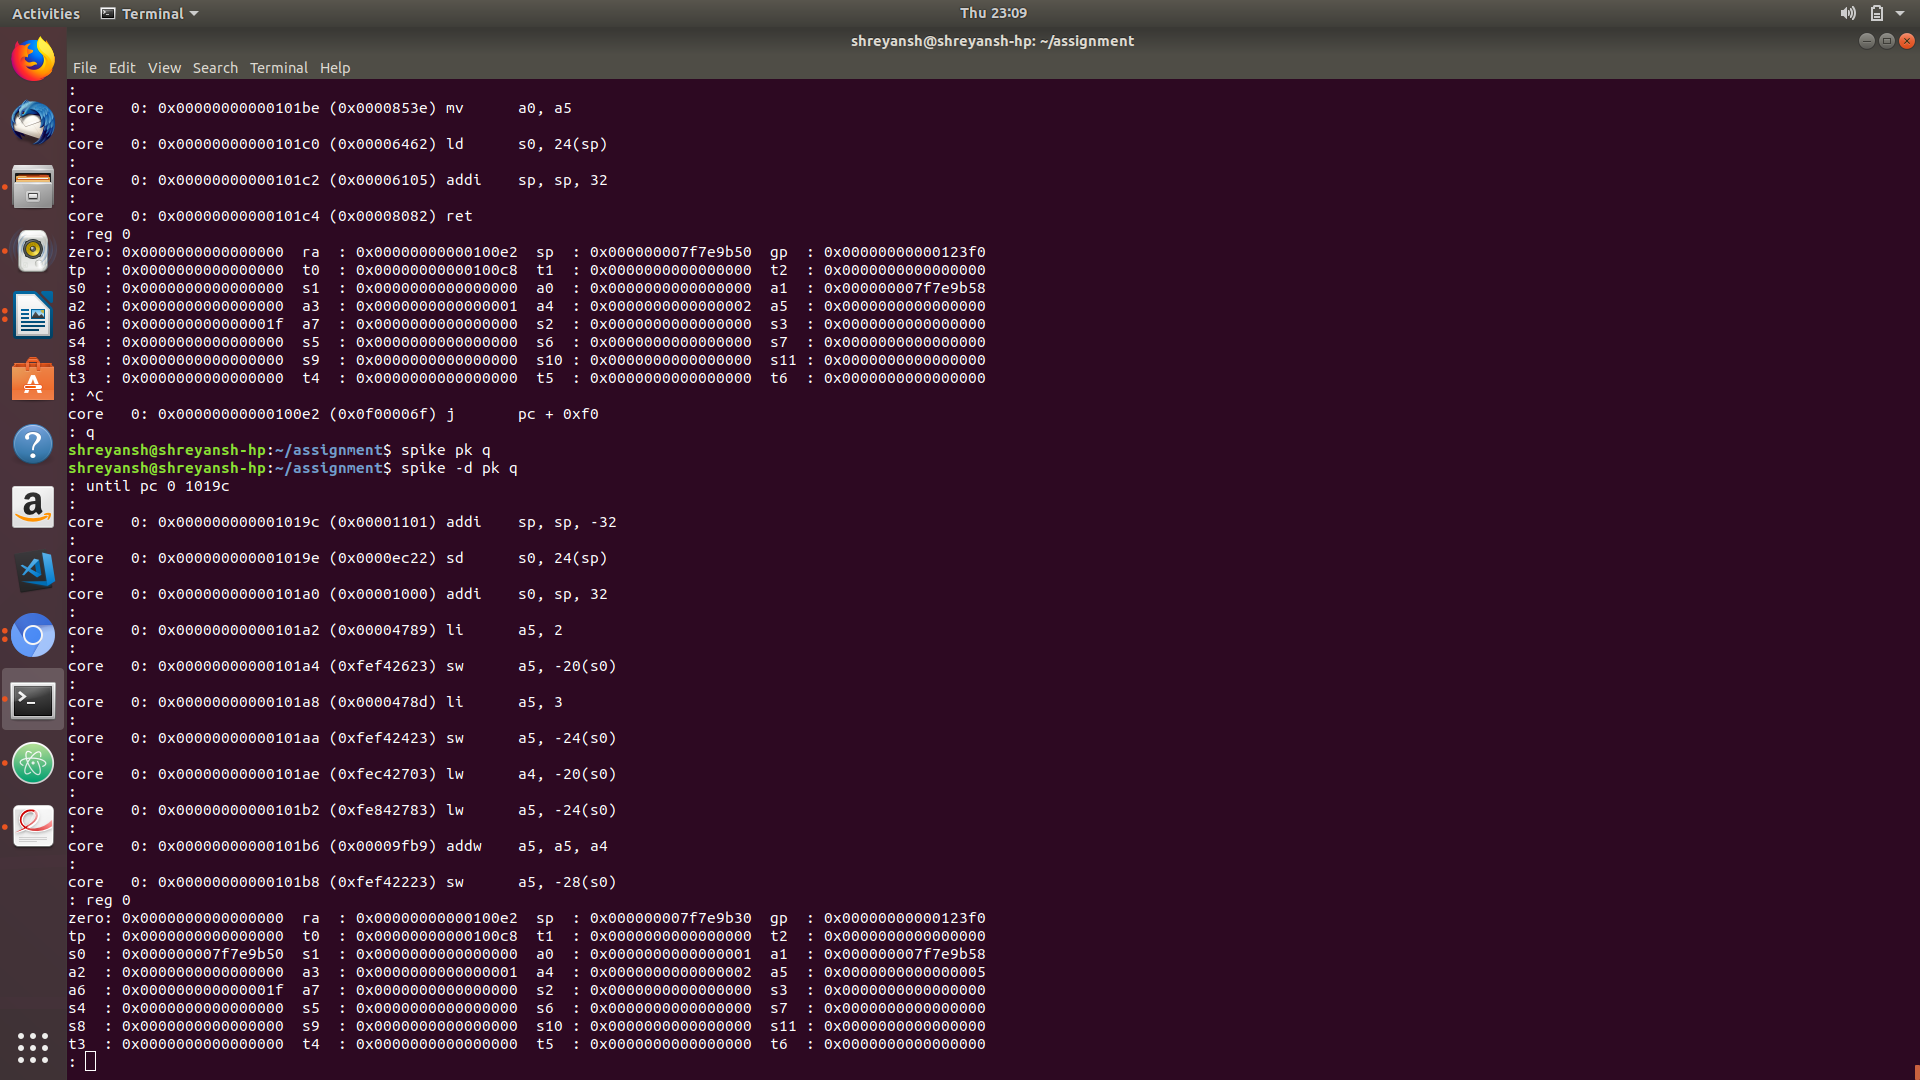 Activities Terminal Thu 23:09
shreyansh@shreyansh-hp: ~/assignment
File Edit View Search Terminal Help
:
core   0: 0x00000000000101be (0x0000853e) mv      a0, a5
:
core   0: 0x00000000000101c0 (0x00006462) ld      s0, 24(sp)
:
core   0: 0x00000000000101c2 (0x00006105) addi    sp, sp, 32
:
core   0: 0x00000000000101c4 (0x00008082) ret
: reg 0
zero: 0x0000000000000000  ra  : 0x00000000000100e2  sp  : 0x000000007f7e9b50  gp  : 0x00000000000123f0
tp  : 0x0000000000000000  t0  : 0x00000000000100c8  t1  : 0x0000000000000000  t2  : 0x0000000000000000
s0  : 0x0000000000000000  s1  : 0x0000000000000000  a0  : 0x0000000000000000  a1  : 0x000000007f7e9b58
a2  : 0x0000000000000000  a3  : 0x0000000000000001  a4  : 0x0000000000000002  a5  : 0x0000000000000000
a6  : 0x000000000000001f  a7  : 0x0000000000000000  s2  : 0x0000000000000000  s3  : 0x0000000000000000
s4  : 0x0000000000000000  s5  : 0x0000000000000000  s6  : 0x0000000000000000  s7  : 0x0000000000000000
s8  : 0x0000000000000000  s9  : 0x0000000000000000  s10 : 0x0000000000000000  s11 : 0x0000000000000000
t3  : 0x0000000000000000  t4  : 0x0000000000000000  t5  : 0x0000000000000000  t6  : 0x0000000000000000
: ^C
core   0: 0x00000000000100e2 (0x0f00006f) j       pc + 0xf0
: q
shreyansh@shreyansh-hp:~/assignment$ spike pk q
shreyansh@shreyansh-hp:~/assignment$ spike -d pk q
: until pc 0 1019c
:
core   0: 0x000000000001019c (0x00001101) addi    sp, sp, -32
:
core   0: 0x000000000001019e (0x0000ec22) sd      s0, 24(sp)
:
core   0: 0x00000000000101a0 (0x00001000) addi    s0, sp, 32
:
core   0: 0x00000000000101a2 (0x00004789) li      a5, 2
:
core   0: 0x00000000000101a4 (0xfef42623) sw      a5, -20(s0)
:
core   0: 0x00000000000101a8 (0x0000478d) li      a5, 3
:
core   0: 0x00000000000101aa (0xfef42423) sw      a5, -24(s0)
:
core   0: 0x00000000000101ae (0xfec42703) lw      a4, -20(s0)
:
core   0: 0x00000000000101b2 (0xfe842783) lw      a5, -24(s0)
:
core   0: 0x00000000000101b6 (0x00009fb9) addw    a5, a5, a4
:
core   0: 0x00000000000101b8 (0xfef42223) sw      a5, -28(s0)
: reg 0
zero: 0x0000000000000000  ra  : 0x00000000000100e2  sp  : 0x000000007f7e9b30  gp  : 0x00000000000123f0
tp  : 0x0000000000000000  t0  : 0x00000000000100c8  t1  : 0x0000000000000000  t2  : 0x0000000000000000
s0  : 0x000000007f7e9b50  s1  : 0x0000000000000000  a0  : 0x0000000000000001  a1  : 0x000000007f7e9b58
a2  : 0x0000000000000000  a3  : 0x0000000000000001  a4  : 0x0000000000000002  a5  : 0x0000000000000005
a6  : 0x000000000000001f  a7  : 0x0000000000000000  s2  : 0x0000000000000000  s3  : 0x0000000000000000
s4  : 0x0000000000000000  s5  : 0x0000000000000000  s6  : 0x0000000000000000  s7  : 0x0000000000000000
s8  : 0x0000000000000000  s9  : 0x0000000000000000  s10 : 0x0000000000000000  s11 : 0x0000000000000000
t3  : 0x0000000000000000  t4  : 0x0000000000000000  t5  : 0x0000000000000000  t6  : 0x0000000000000000
: